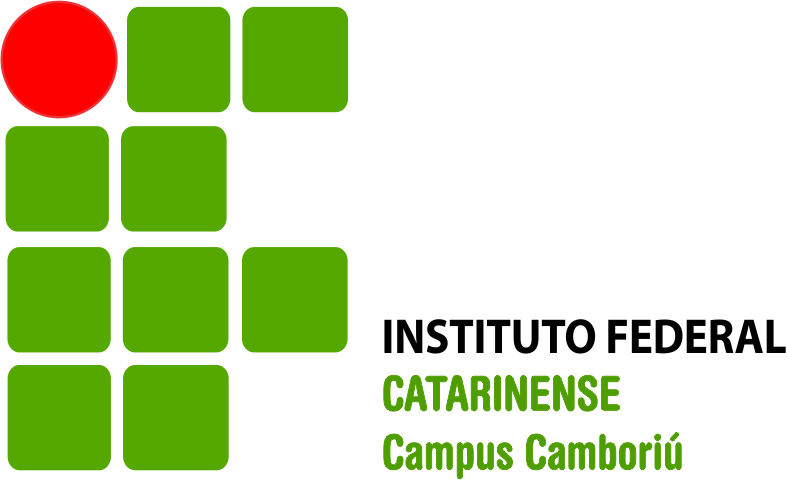 INSTITUTO FEDERAL
CATARINENSE
Campus Camboriú